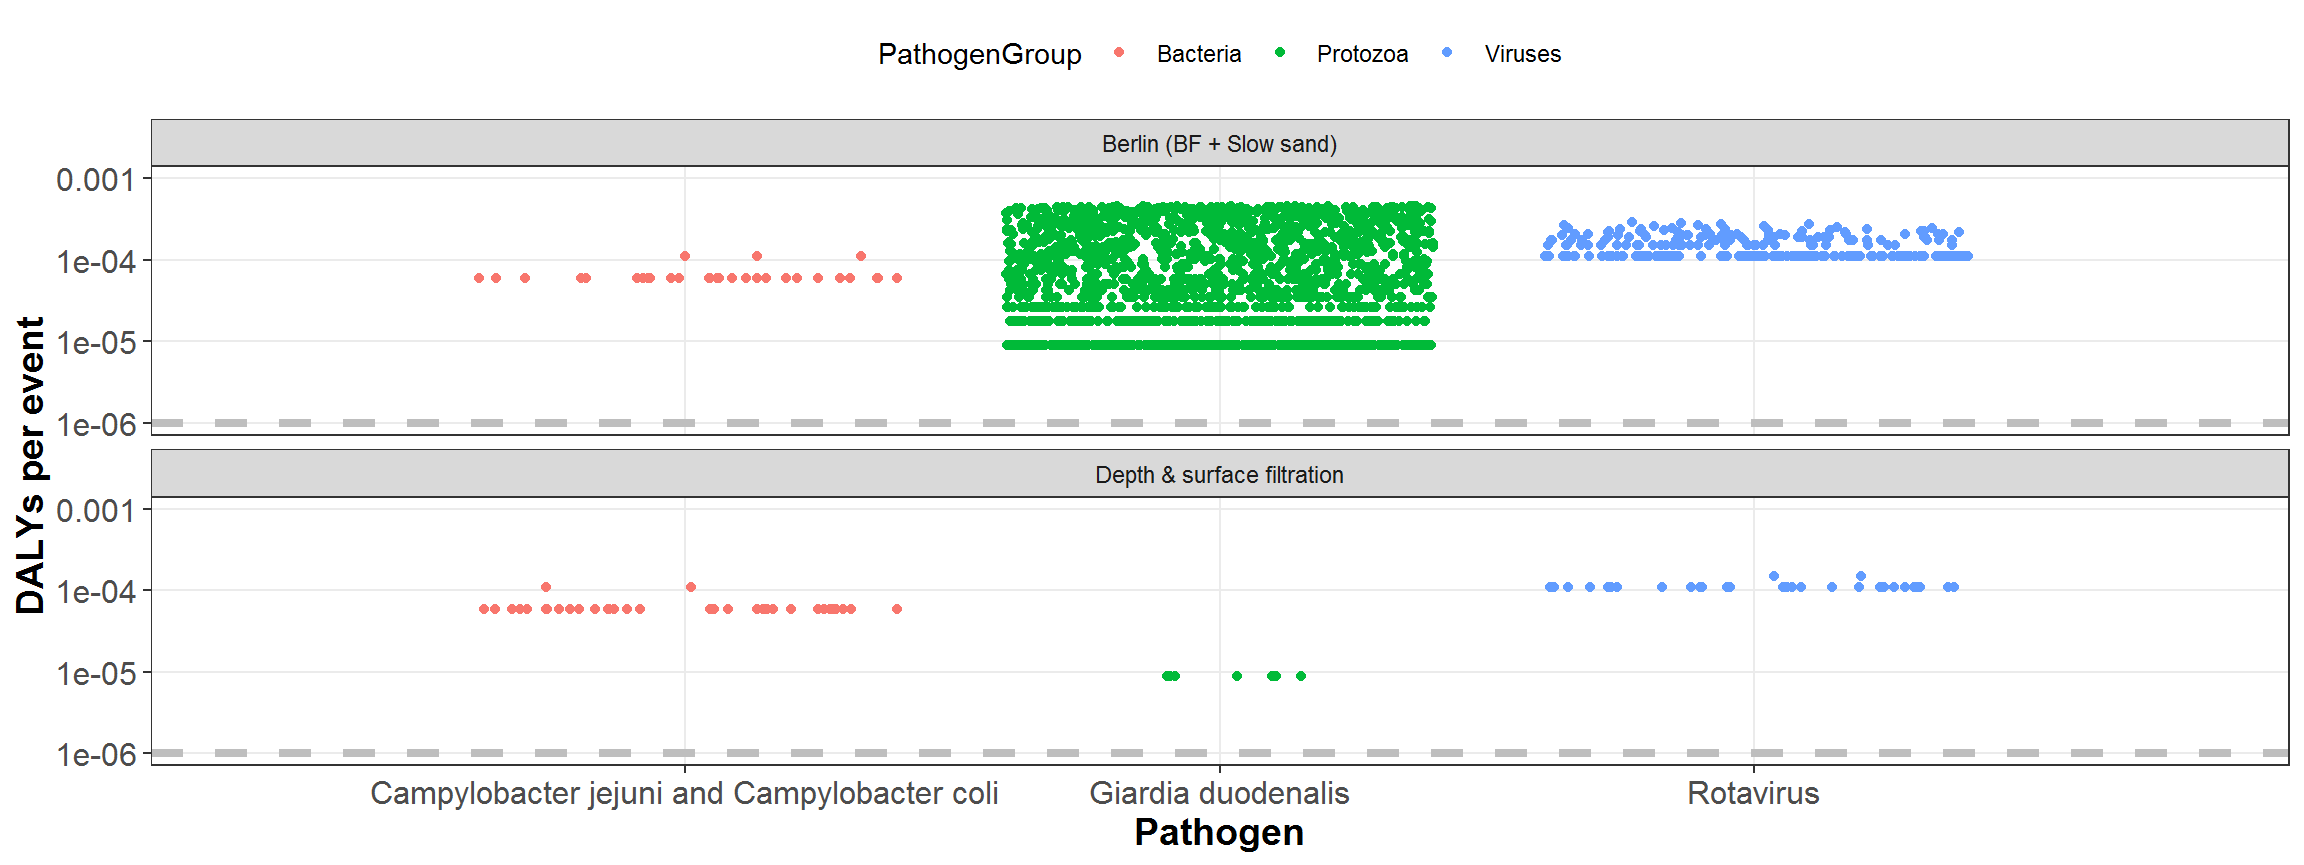 PathogenGroup Bacteria Protozoa Viruses
Berlin (BF + Slow sand)
0.001
1e-04
1e-05
1e-06
DALYs per event
Depth & surface filtration
0.001
1e-04
1e-05
1e-06
Campylobacter jejuni and Campylobacter coli Giardia duodenalis Rotavirus
Pathogen